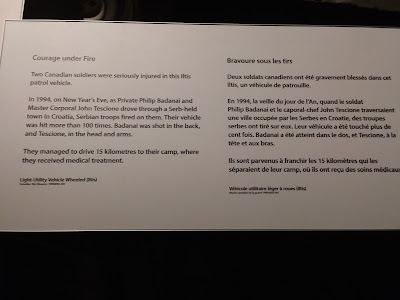 Courage under Fire
Two Canadian soldiers were seriously injured in this Iltis
patrol vehicle.
In 1994, on New Year's Eve, as Private Philip Badanai and
Master Corporal John Tescione drove through a Serb-held
town in Croatia, Serbian troops fired on them. Their vehicle
was hit more than 100 times. Badanai was shot in the back,
and Tescione, in the head and arms.
They managed to drive 15 kilometres to their camp, where
they received medical treatment.
Light Utility Vehicle Wheeled (Iltis)
Bravoure sous les tirs
Deux soldats canadiens ont été gravement blessés dans cet
Iltis, un véhicule de patrouille.
En 1994, la veille du jour de l'An, quand le soldat
Philip Badanai et le caporal-chef John Tescione traversaient
une ville occupée par les Serbes en Croatie, des troupes
serbes ont tiré sur eux. Leur véhicule a été touché plus de
cent fois. Badanai a été atteint dans le dos, et Tescione, à la
tête et aux bras.
Ils sont parvenus à franchir les 15 kilomètres qui les
séparaient de leur camp, où ils ont reçu des soins médicaux
Véhicule utilitaire léger à roues (Iltis)